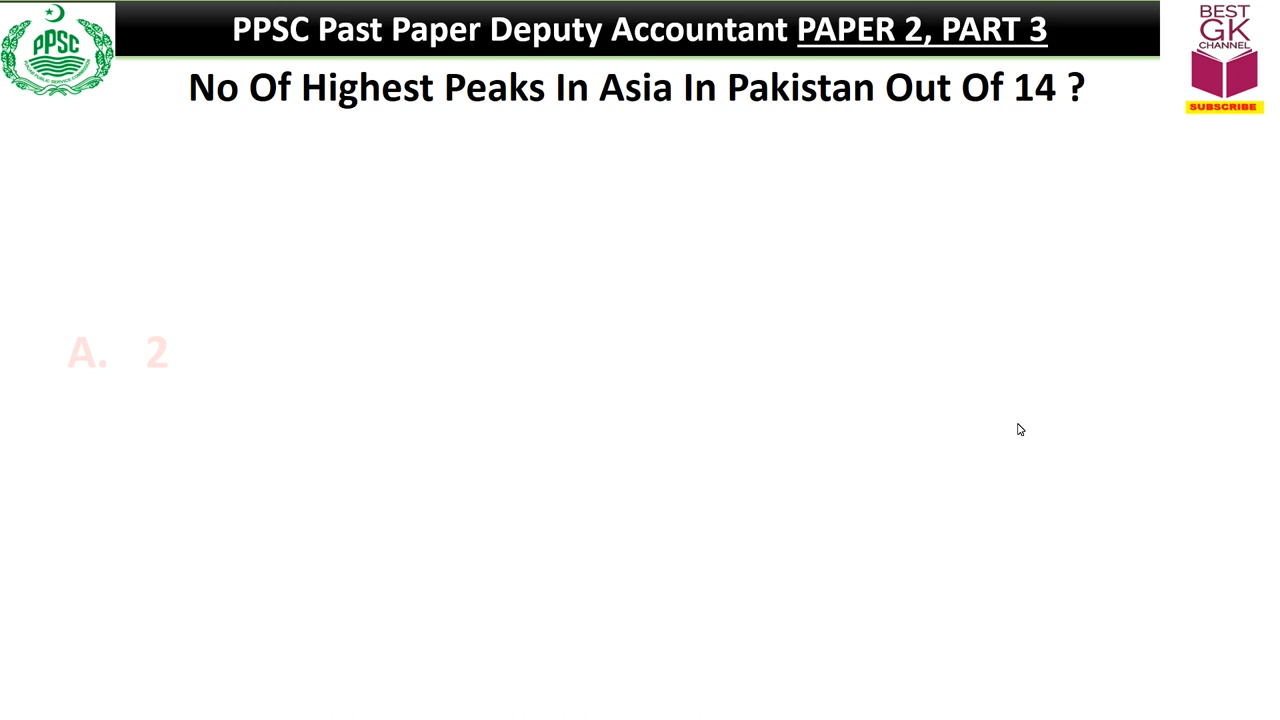 PPSC Past Paper Deputy Accountant PAPER 2, PART 3
BEST
GK
CHANNEL
SUBSCRIBE
PPSC
No Of Highest Peaks In Asia In Pakistan Out Of 14 ?
A. 2